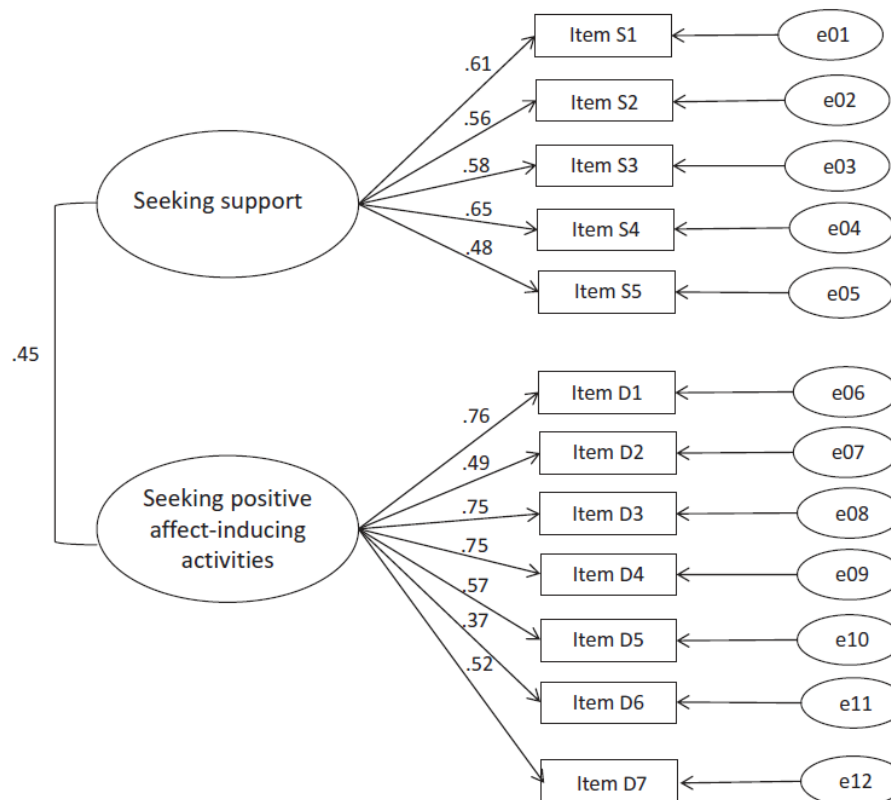 Item S1
e01
.61
Item S2
e02
.56
Item S3
e03
.58
Seeking support
.65
Item S4
e04
.48
Item S5
e05
.45
Item D1
e06
.76
Item D2
e07
.49
Seeking positive
affect-inducing
activities
.75
Item D3
e08
.75
Item D4
e09
.57
Item D5
e10
.37
Item D6
e11
.52
Item D7
e12